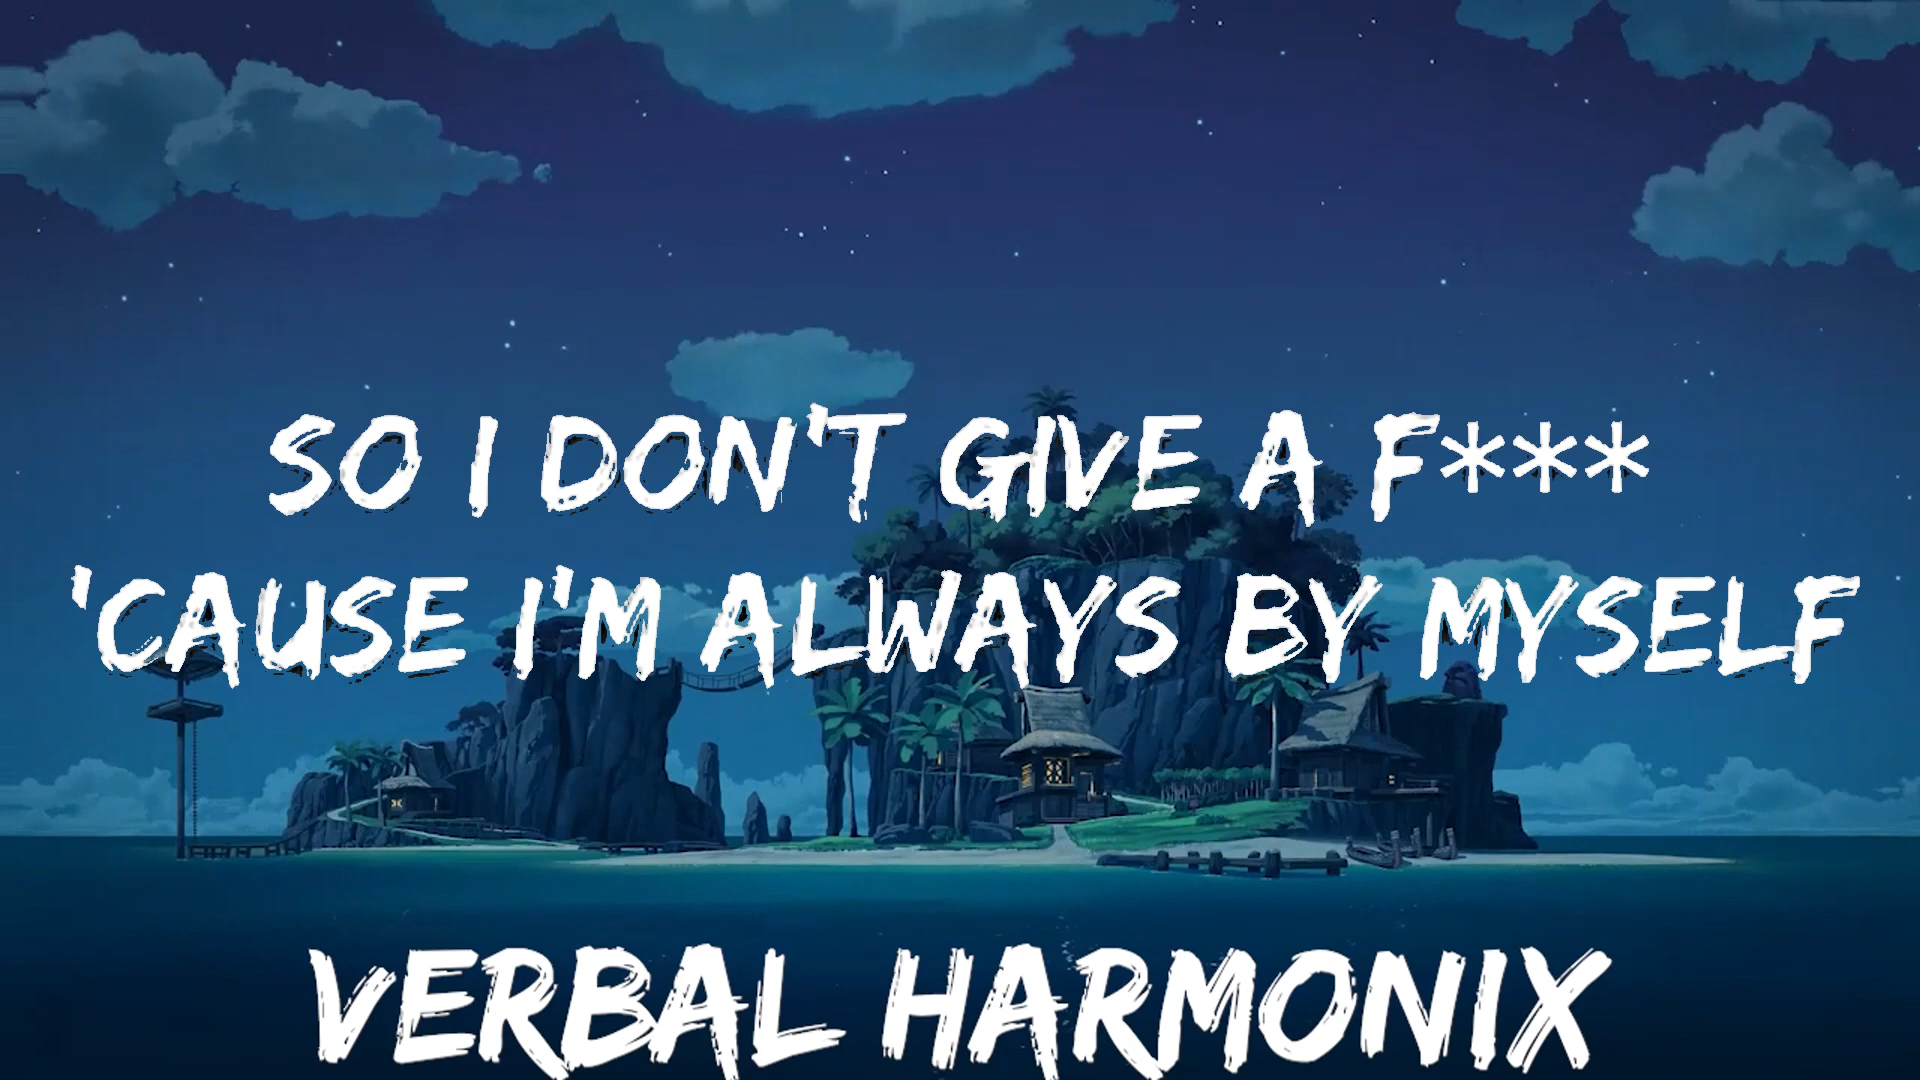 SO I DON'T GIVE A F***
'CAUSE I'M ALWAYS BY MYSELF
VERBAL HARMONIX